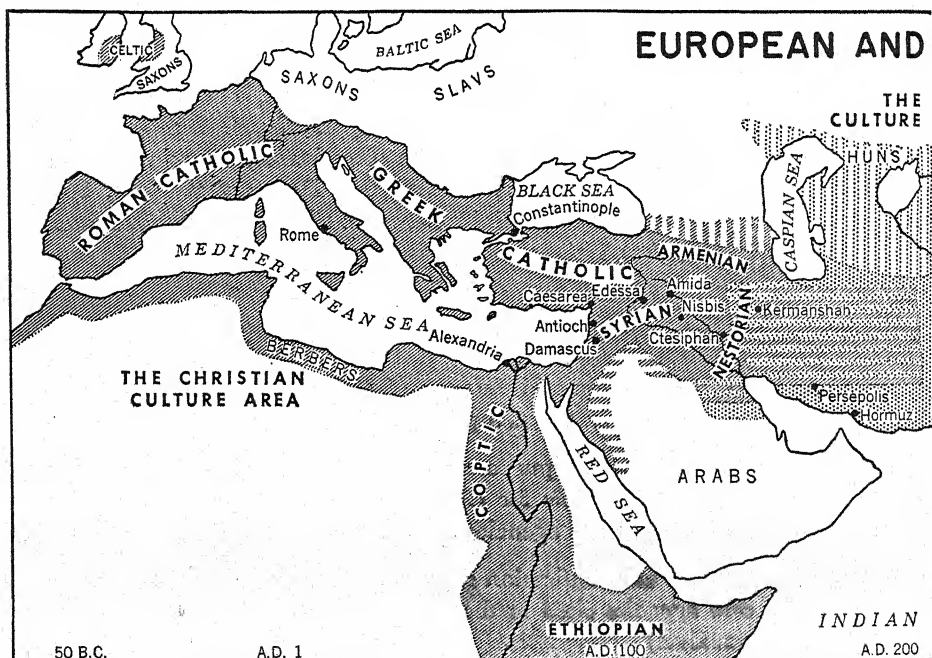 EUROPEAN AND
THE
CULTURE
CELTIC
SAXONS
BALTIC SEA
SAXONS
SLAVS
HUNS
CASPIAN SEA
ROMAN CATHOLIC
GREEK
BLACK SEA
Constantinople
Rome
MEDITERRANEAN SEA
CATHOLIC
ARMENIAN
Caesarea
Edessa
Amida
Nisbis
Kermanshah
Antioch
SYRIAN
NESTORIAN
Damascus
Ctesiphan
Alexandria
BERBERS
Persepolis
Hormuz
THE CHRISTIAN
CULTURE AREA
COPTIC
RED SEA
ARABS
ETHIOPIAN
INDIAN
50 B.C.
A.D. 1
A.D. 100
A.D. 200